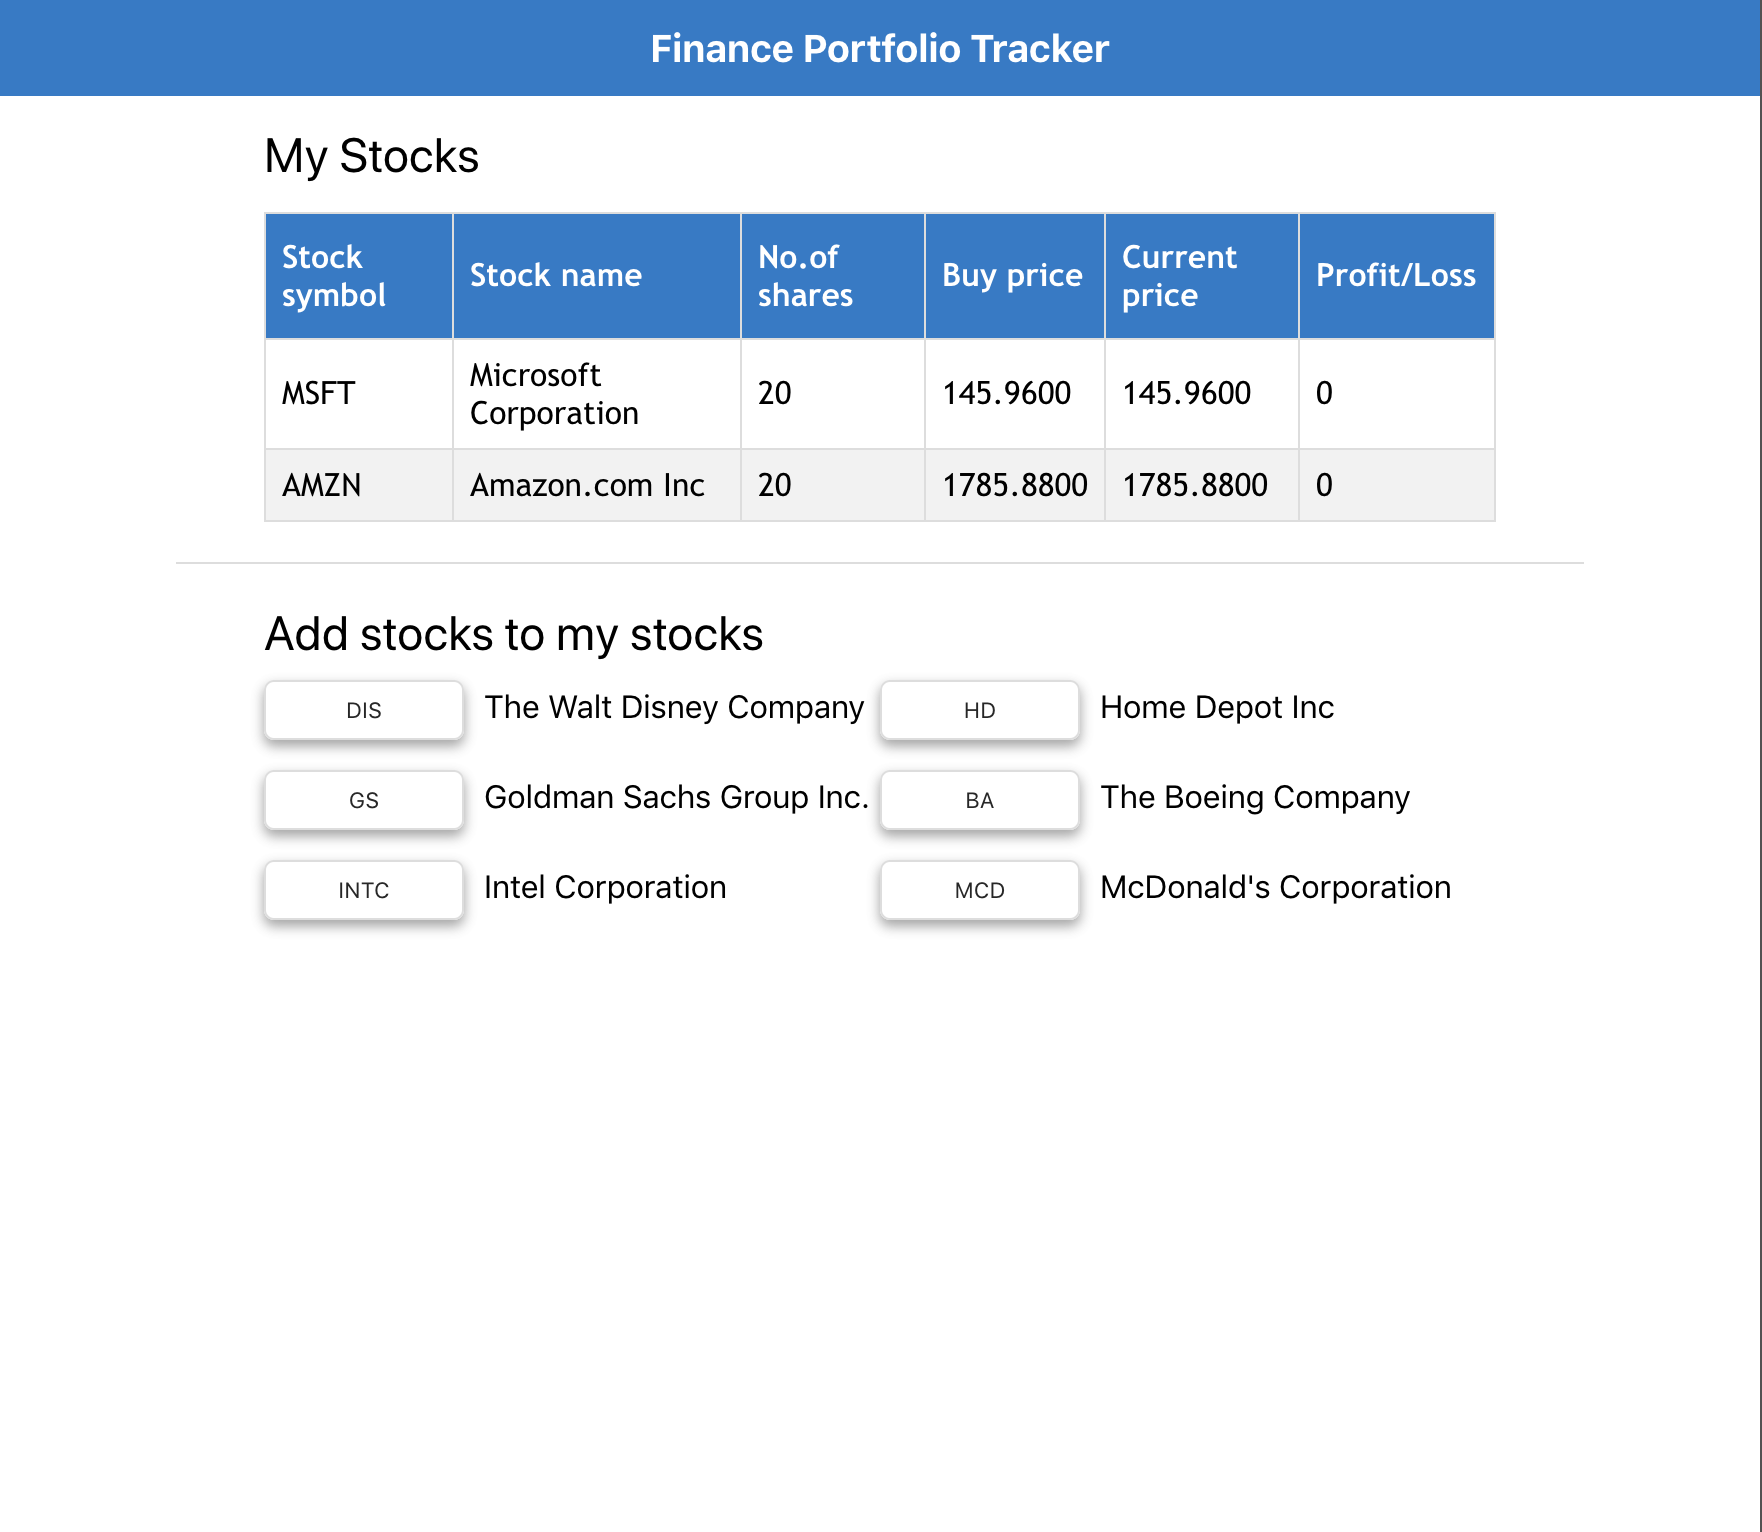 Finance Portfolio Tracker
My Stocks
Stock symbol Stock name No.of shares Buy price Current price Profit/Loss
MSFT Microsoft Corporation 20 145.9600 145.9600 0
AMZN Amazon.com Inc 20 1785.8800 1785.8800 0
Add stocks to my stocks
DIS The Walt Disney Company HD Home Depot Inc
GS Goldman Sachs Group Inc. BA The Boeing Company
INTC Intel Corporation MCD McDonald's Corporation